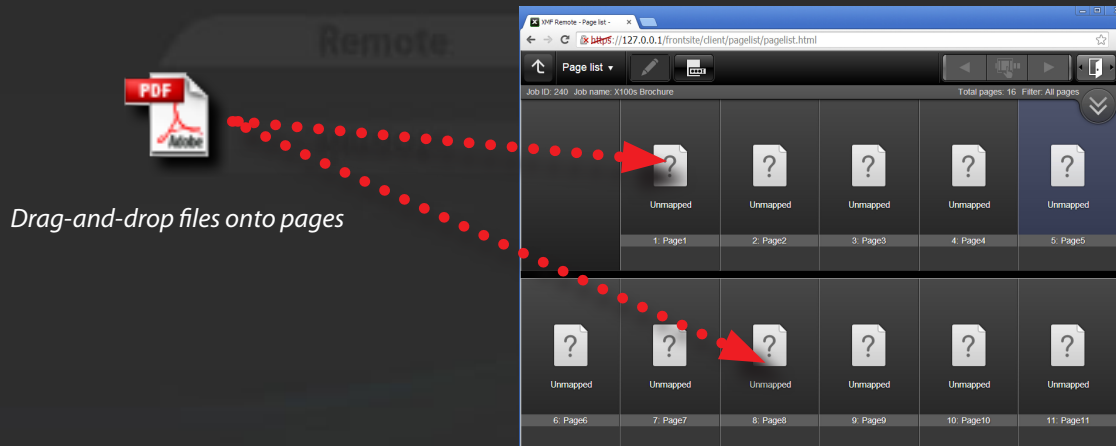 Remote
PDF
Adobe
Drag-and-drop files onto pages
XMF Remote - Page list -
https://127.0.0.1/frontsite/client/pagelist/pagelist.html
Page list
Job ID: 240 Job name: X100s Brochure
Total pages: 16 Filter: All pages
? ? ? ? ?
Unmapped Unmapped Unmapped Unmapped Unmapped
1: Page1 2: Page2 3: Page3 4: Page4 5: Page5
? ? ? ? ? ?
Unmapped Unmapped Unmapped Unmapped Unmapped Unmapped
6: Page6 7: Page7 8: Page8 9: Page9 10: Page10 11: Page11